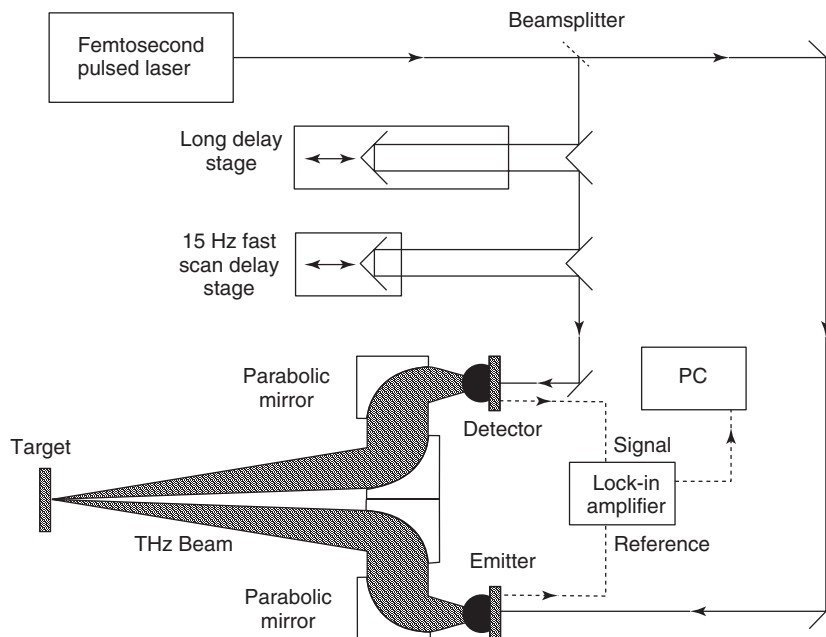 Beamsplitter
Femtosecond
pulsed laser
Long delay
stage
15 Hz fast
scan delay
stage
Parabolic
mirror
PC
Detector
Target
Signal
Lock-in
amplifier
THz Beam
Emitter
Reference
Parabolic
mirror